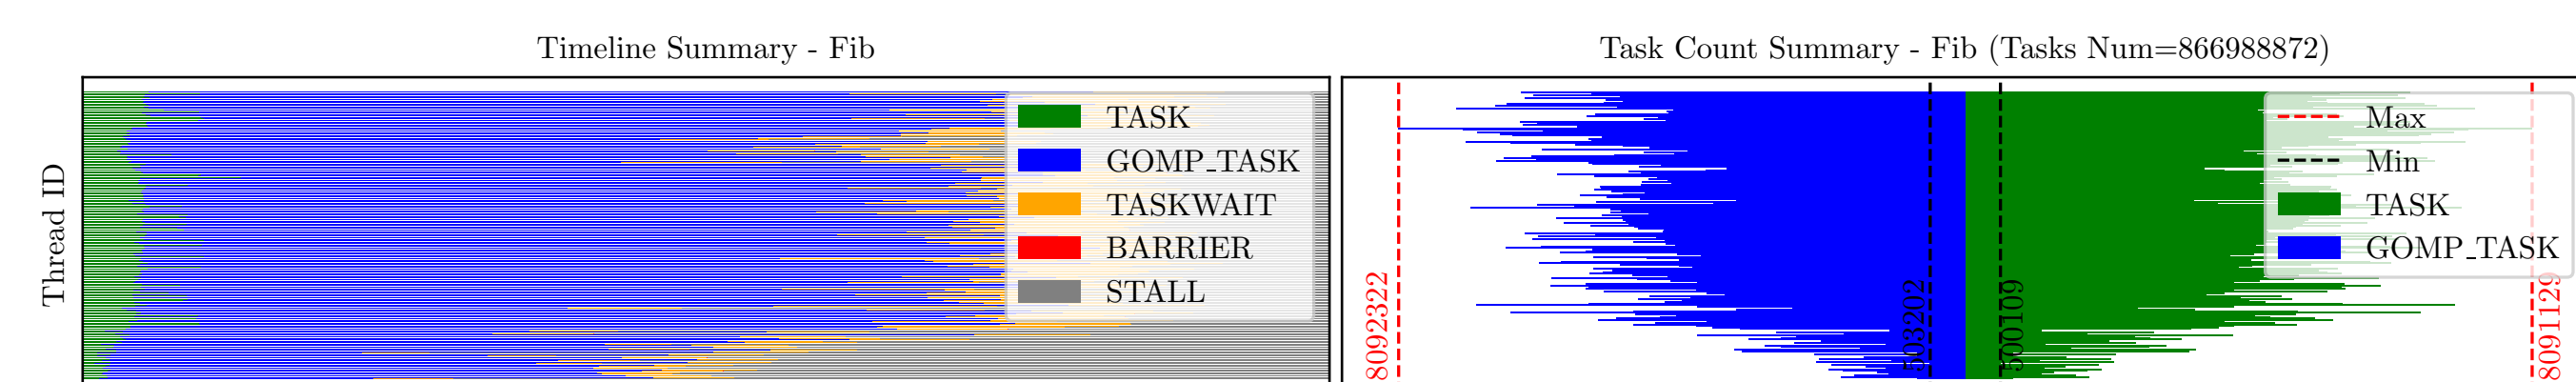 Timeline Summary - Fib
Thread ID
TASK
GOMP_TASK
TASKWAIT
BARRIER
STALL
Task Count Summary - Fib (Tasks Num=866988872)
8092322
503202
500109
8091129
Max
Min
TASK
GOMP_TASK